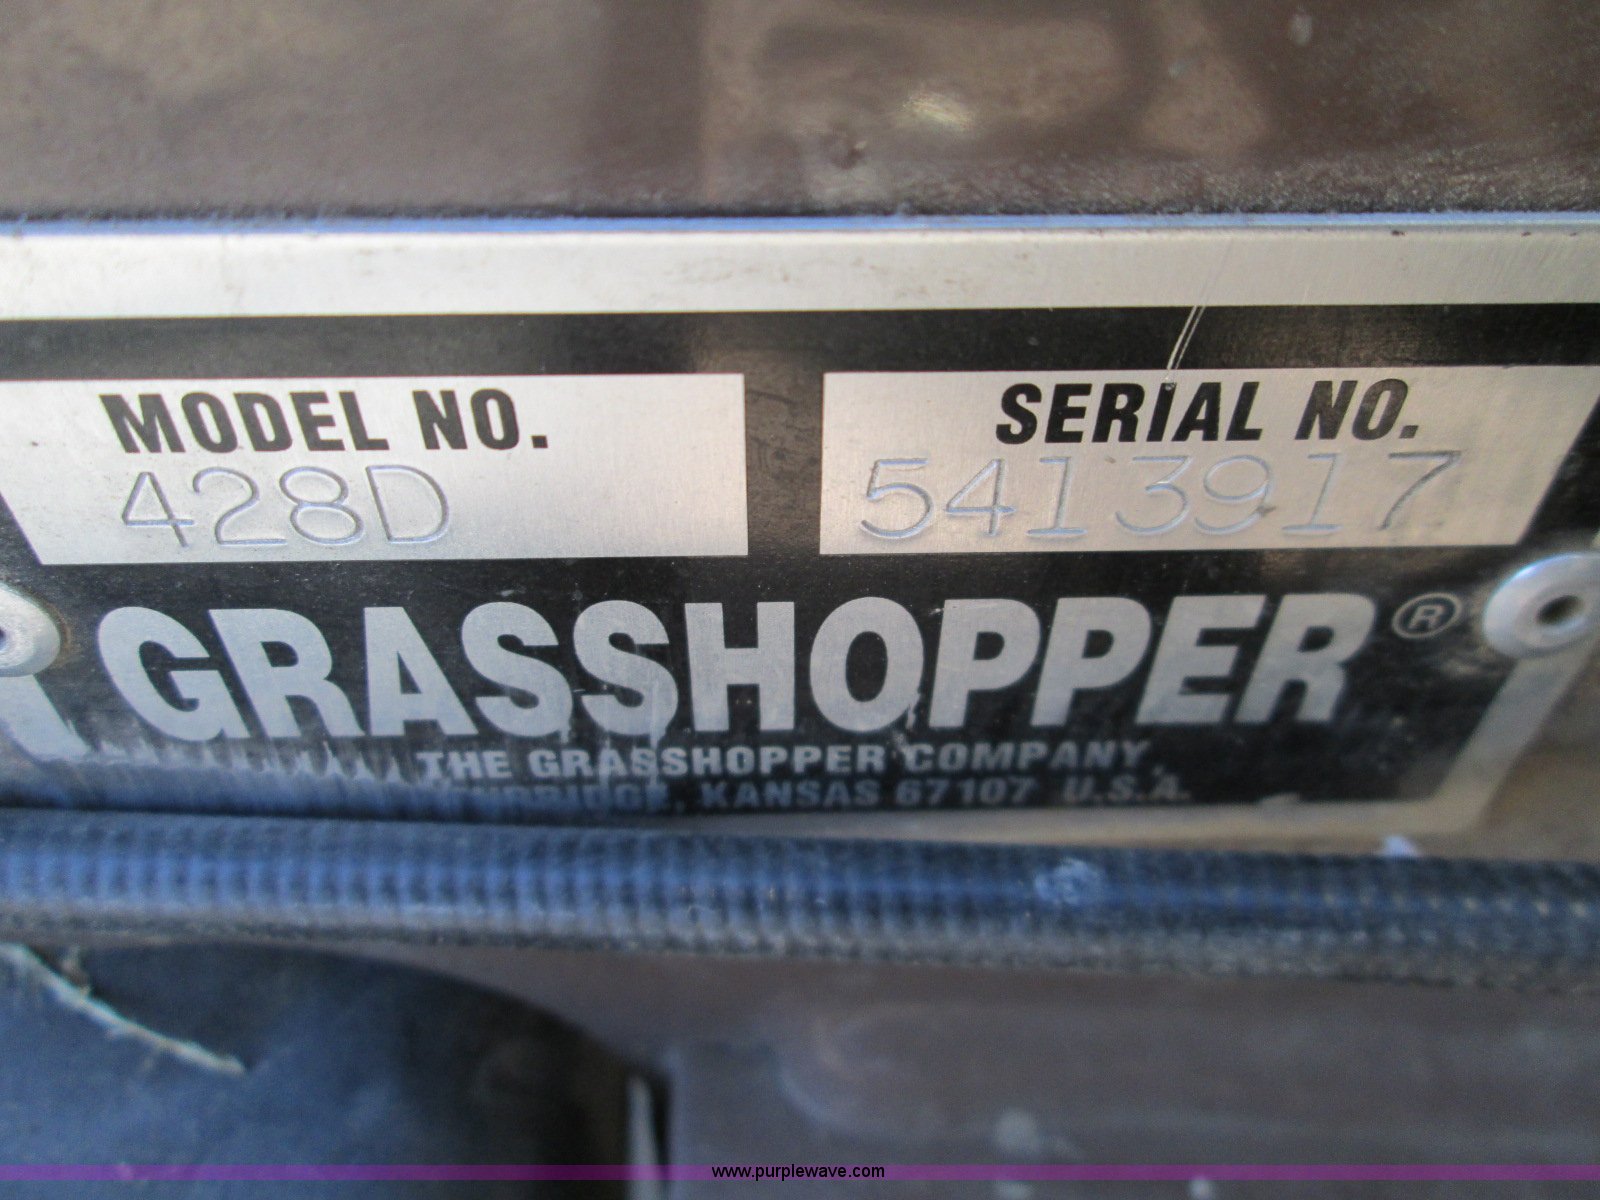 MODEL NO.
428D
SERIAL NO.
5413917
GRASSHOPPER®
THE GRASSHOPPER COMPANY
KANSAS 67107 U.S.A.
www.purplewave.com